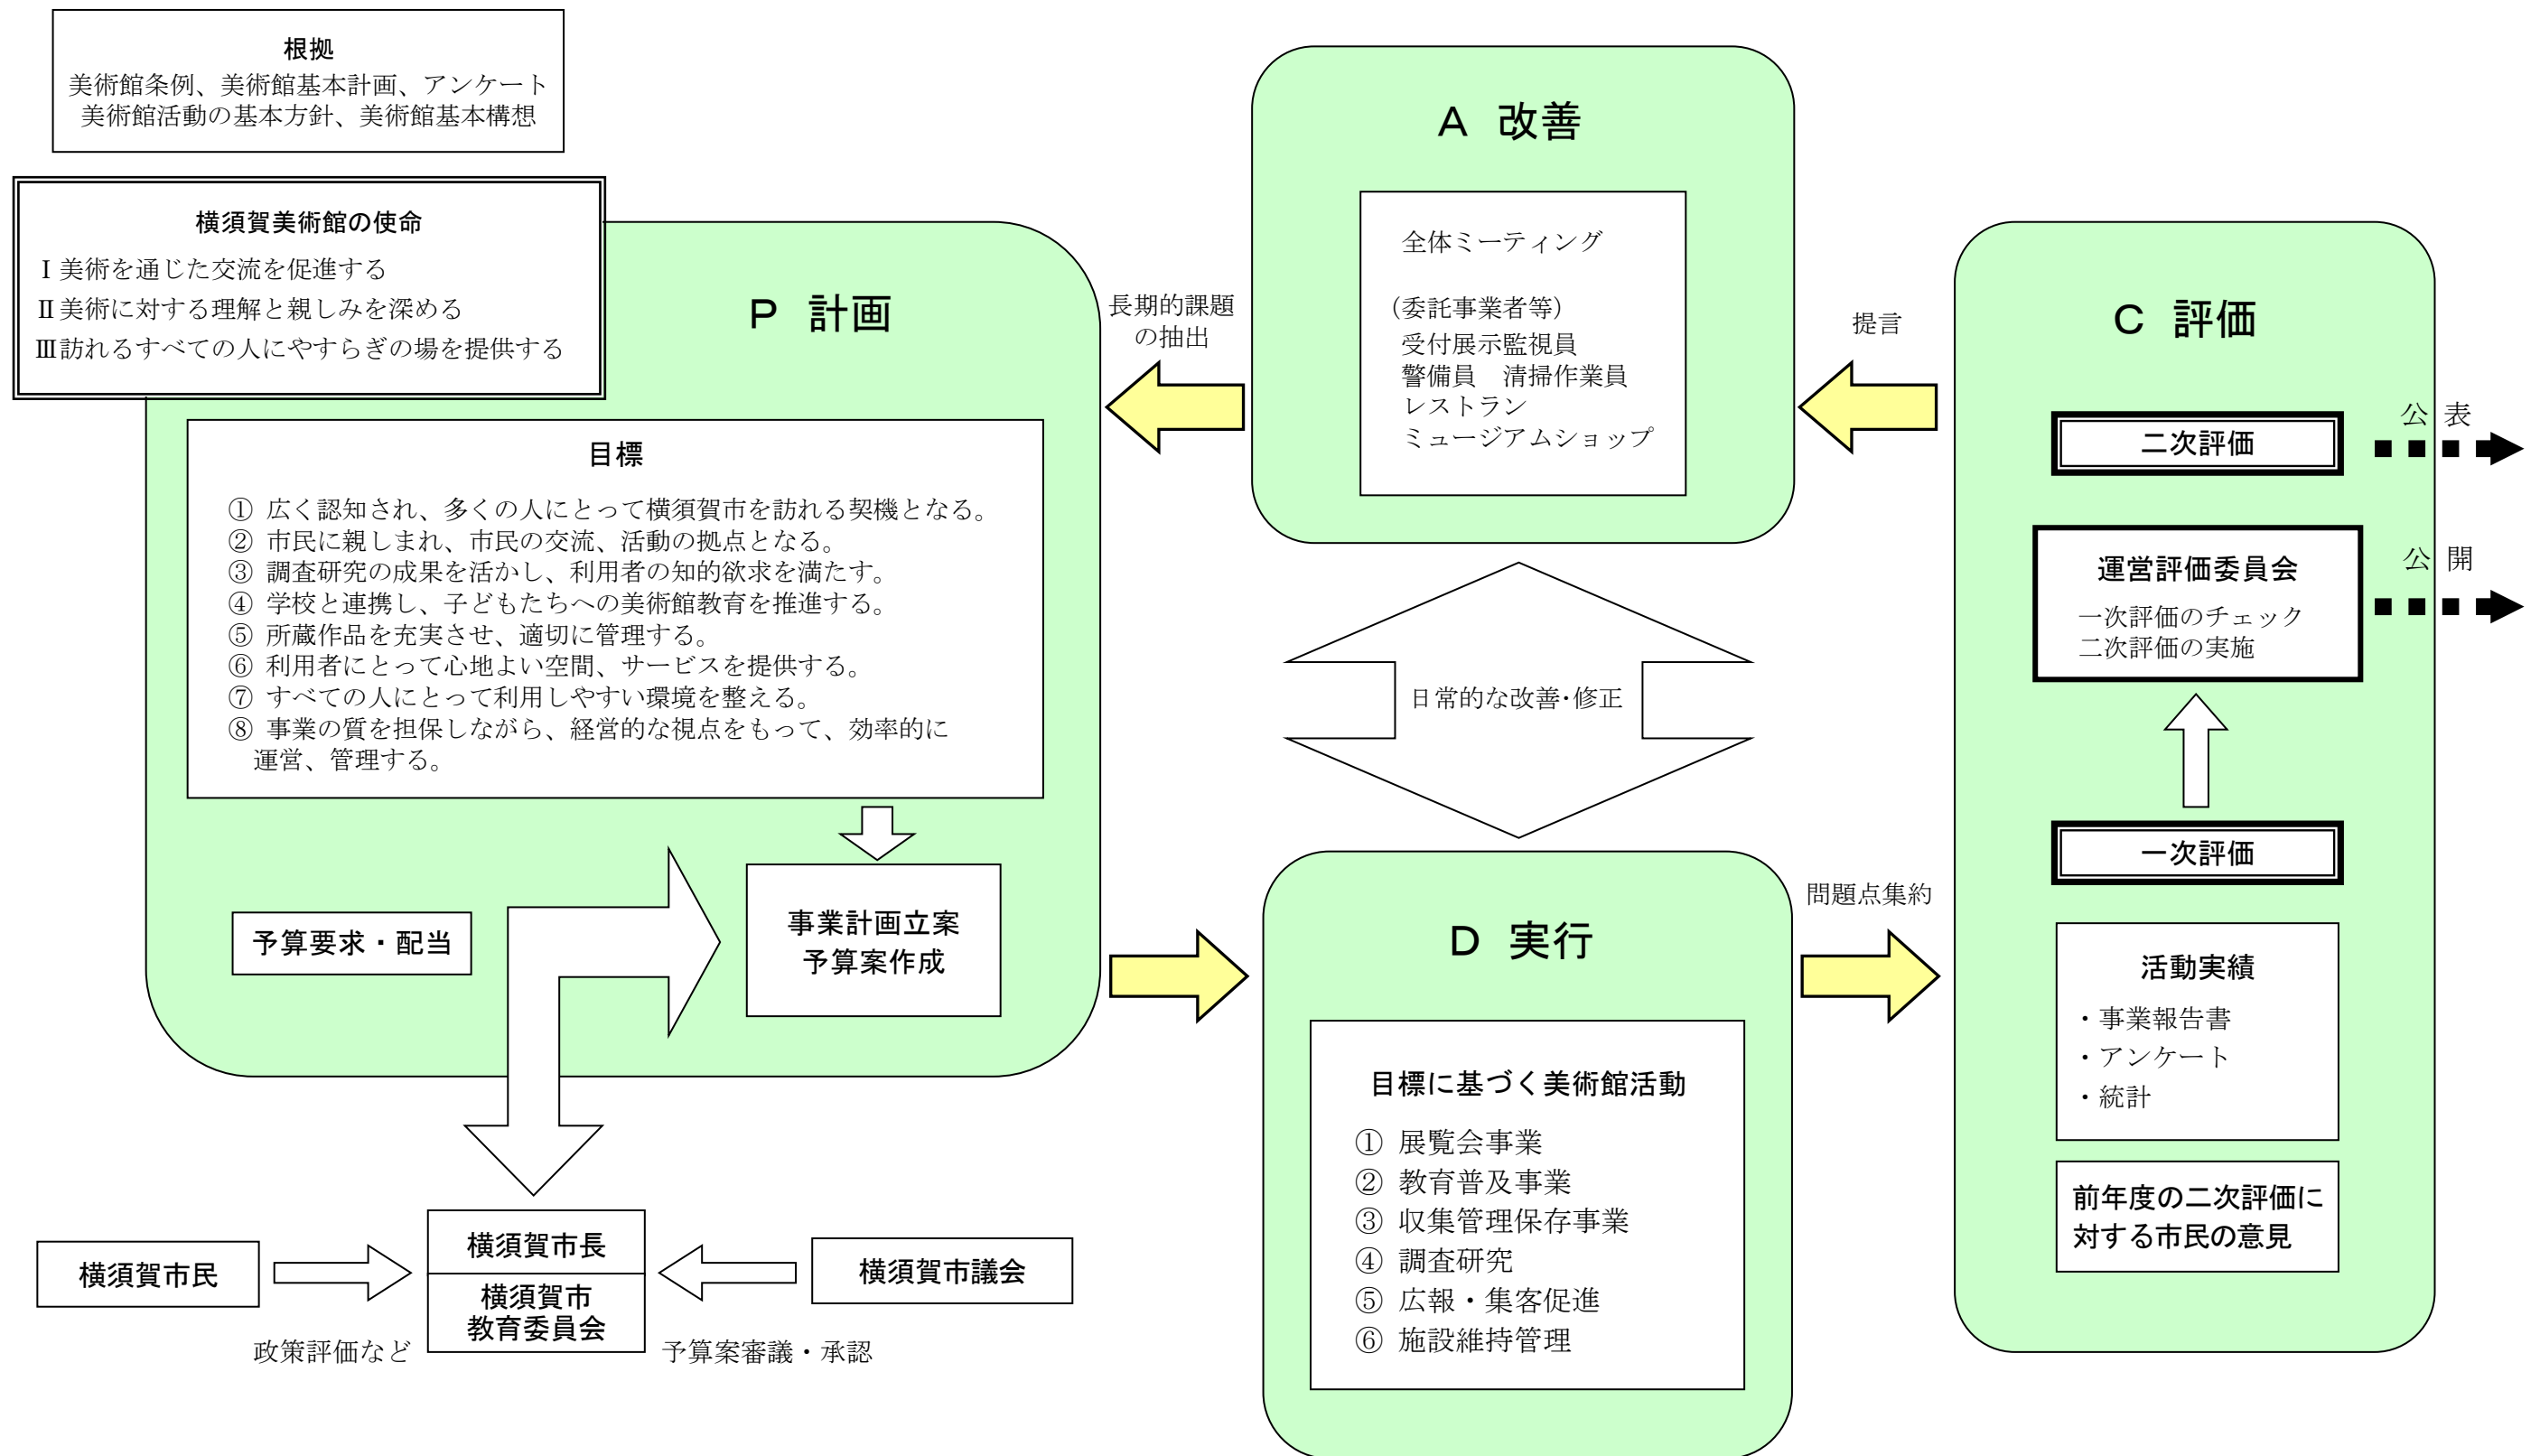 根拠
美術館条例、美術館基本計画、アンケート
美術館活動の基本方針、美術館基本構想
横須賀美術館の使命
Ⅰ美術を通じた交流を促進する
Ⅱ美術に対する理解と親しみを深める
Ⅲ訪れるすべての人にやすらぎの場を提供する
Ｐ 計画
目標
① 広く認知され、多くの人にとって横須賀市を訪れる契機となる。
② 市民に親しまれ、市民の交流、活動の拠点となる。
③ 調査研究の成果を活かし、利用者の知的欲求を満たす。
④ 学校と連携し、子どもたちへの美術館教育を推進する。
⑤ 所蔵作品を充実させ、適切に管理する。
⑥ 利用者にとって心地よい空間、サービスを提供する。
⑦ すべての人にとって利用しやすい環境を整える。
⑧ 事業の質を担保しながら、経営的な視点をもって、効率的に
運営、管理する。
予算要求・配当
事業計画立案
予算案作成
横須賀市民
政策評価など
横須賀市長
横須賀市
教育委員会
横須賀市議会
予算案審議・承認
長期的課題
の抽出
Ａ 改善
全体ミーティング
（委託事業者等）
受付展示監視員
警備員 清掃作業員
レストラン
ミュージアムショップ
日常的な改善・修正
Ｄ 実行
目標に基づく美術館活動
① 展覧会事業
② 教育普及事業
③ 収集管理保存事業
④ 調査研究
⑤ 広報・集客促進
⑥ 施設維持管理
提言
問題点集約
Ｃ 評価
二次評価
公 表
運営評価委員会
一次評価のチェック
二次評価の実施
公 開
一次評価
活動実績
・事業報告書
・アンケート
・統計
前年度の二次評価に
対する市民の意見